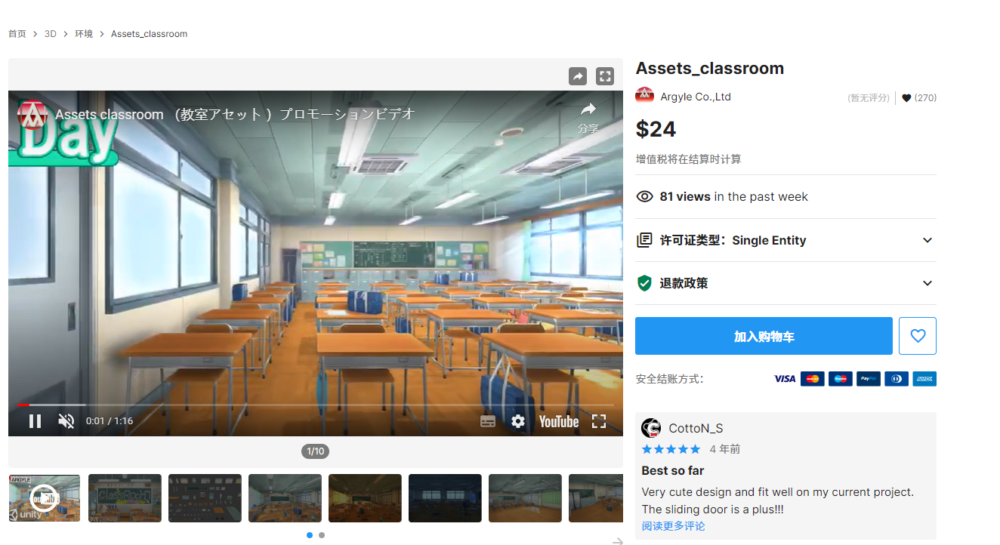 首页 > 3D > 环境 > Assets_classroom
Assets classroom （教室アセット ）プロモーションビデオ
分享
Day
0:01 / 1:16
YouTube
1/10
ARGYLE
unity
ClassRoom
Assets_classroom
Argyle Co.,Ltd
(暂无评分)
(270)
$24
增值税将在结算时计算
81 views in the past week
许可证类型：Single Entity
退款政策
加入购物车
安全结账方式：
VISA
PayPal
AMEX
CottoN_S
4 年前
Best so far
Very cute design and fit well on my current project.
The sliding door is a plus!!!
阅读更多评论